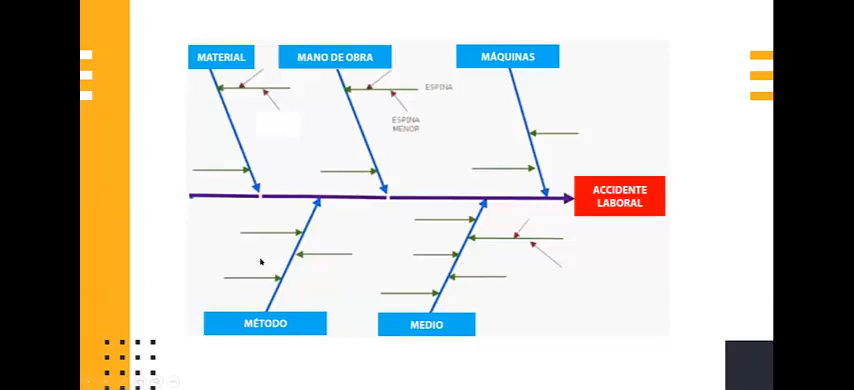 MATERIAL
MANO DE OBRA
MÁQUINAS
ESPINA
ESPINA
MENOR
ACCIDENTE
LABORAL
MÉTODO
MEDIO